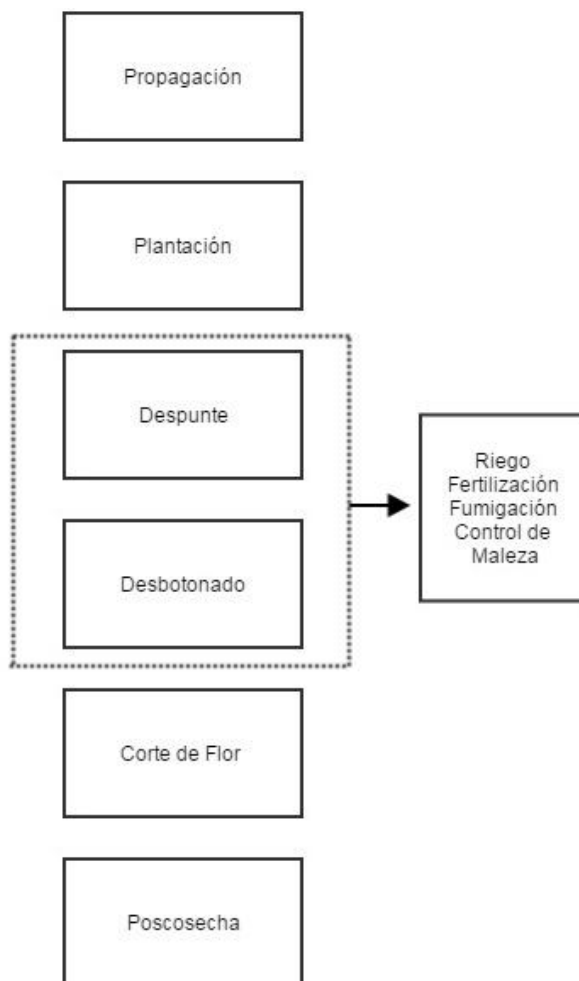 Propagación
Plantación
Despunte
Desbotonado
Riego
Fertilización
Fumigación
Control de
Maleza
Corte de Flor
Poscosecha